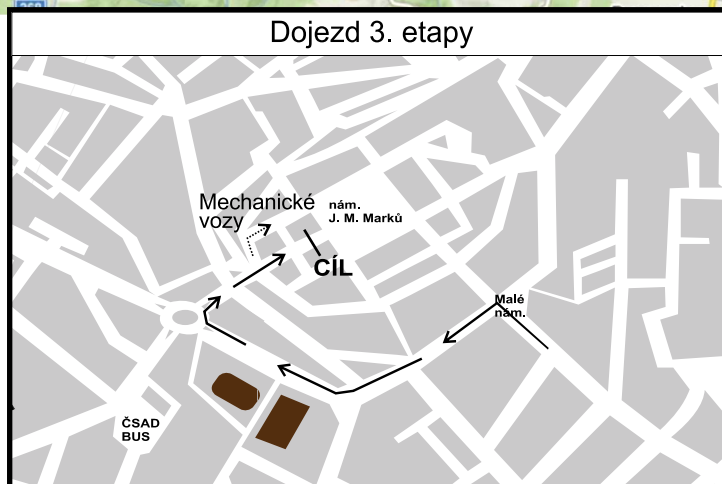 Dojezd 3. etapy
Mechanické
vozy
nám.
J. M. Marků
CÍL
Malé
nám.
ČSAD
BUS